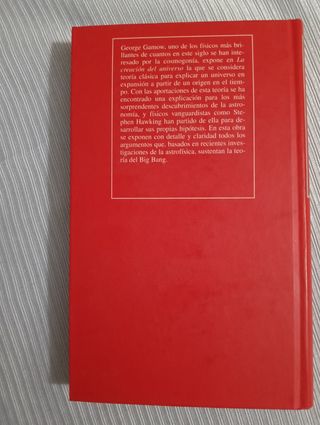 George Gamow, uno de los físicos más bri-
llantes de cuantos en este siglo se han inte-
resado por la cosmogonía, expone en La
creación del universo la que se considera
teoría clásica para explicar un universo en
expansión a partir de un origen en el tiem-
po. Con las aportaciones de esta teoría se ha
encontrado una explicación para los más
sorprendentes descubrimientos de la astro-
nomía, y físicos vanguardistas como Ste-
phen Hawking han partido de ella para de-
sarrollar sus propias hipótesis. En esta obra
se exponen con detalle y claridad todos los
argumentos que, basados en recientes inves-
tigaciones de la astrofísica, sustentan la teo-
ría del Big Bang.